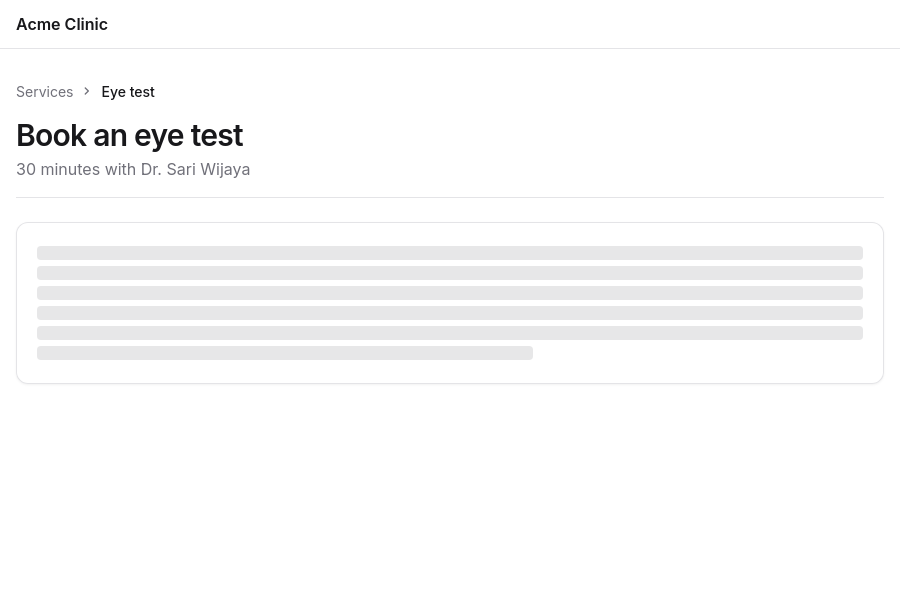 Acme Clinic
Services > Eye test
Book an eye test
30 minutes with Dr. Sari Wijaya